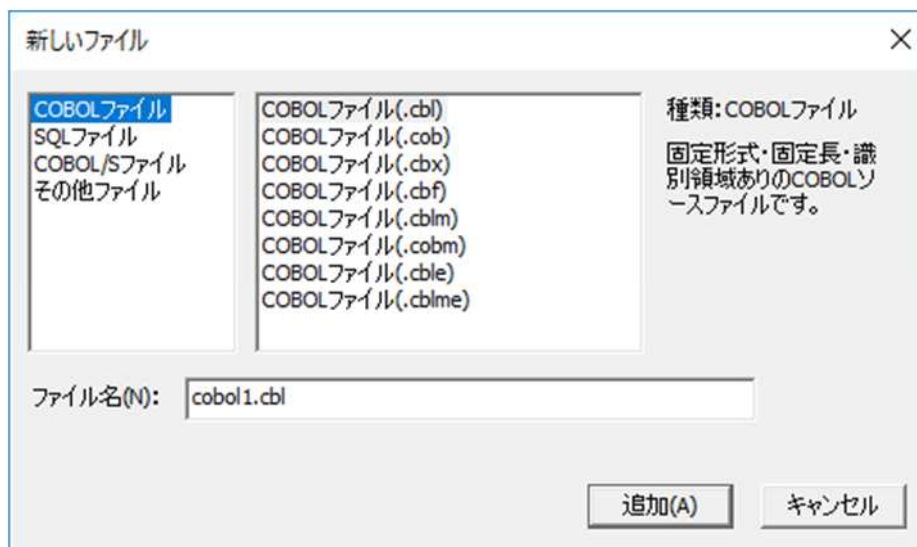 新しいファイル
COBOLファイル
SQLファイル
COBOL/Sファイル
その他ファイル
COBOLファイル(.cbl)
COBOLファイル(.cob)
COBOLファイル(.cbx)
COBOLファイル(.cbf)
COBOLファイル(.cblm)
COBOLファイル(.cobm)
COBOLファイル(.cble)
COBOLファイル(.cblme)
種類:COBOLファイル
固定形式・固定長・識
別領域ありのCOBOLソ
ースファイルです。
ファイル名(N):
cobol1.cbl
追加(A)
キャンセル